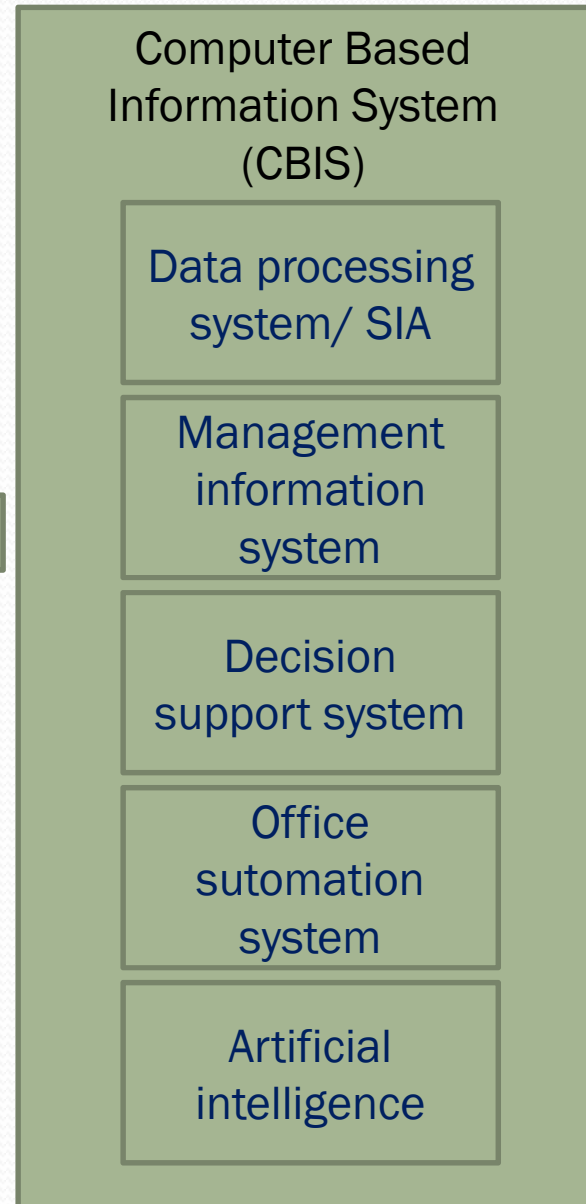 Computer Based
Information System
(CBIS)
Data processing
system/ SIA
Management
information
system
Decision
support system
Office
sutomation
system
Artificial
intelligence